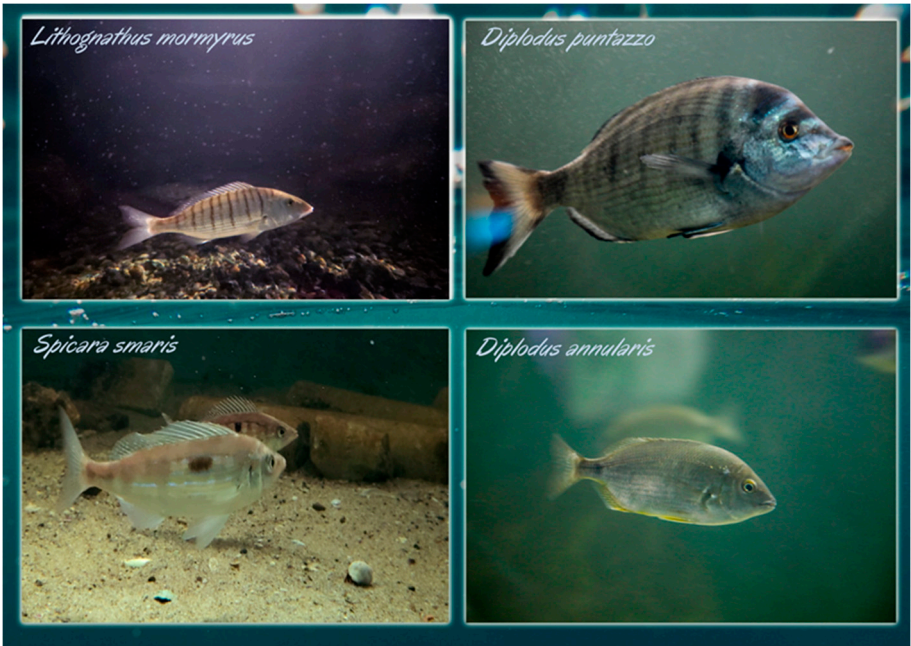 Lithognathus mormyrus
Diplodus puntazzo
Spicara smaris
Diplodus annularis